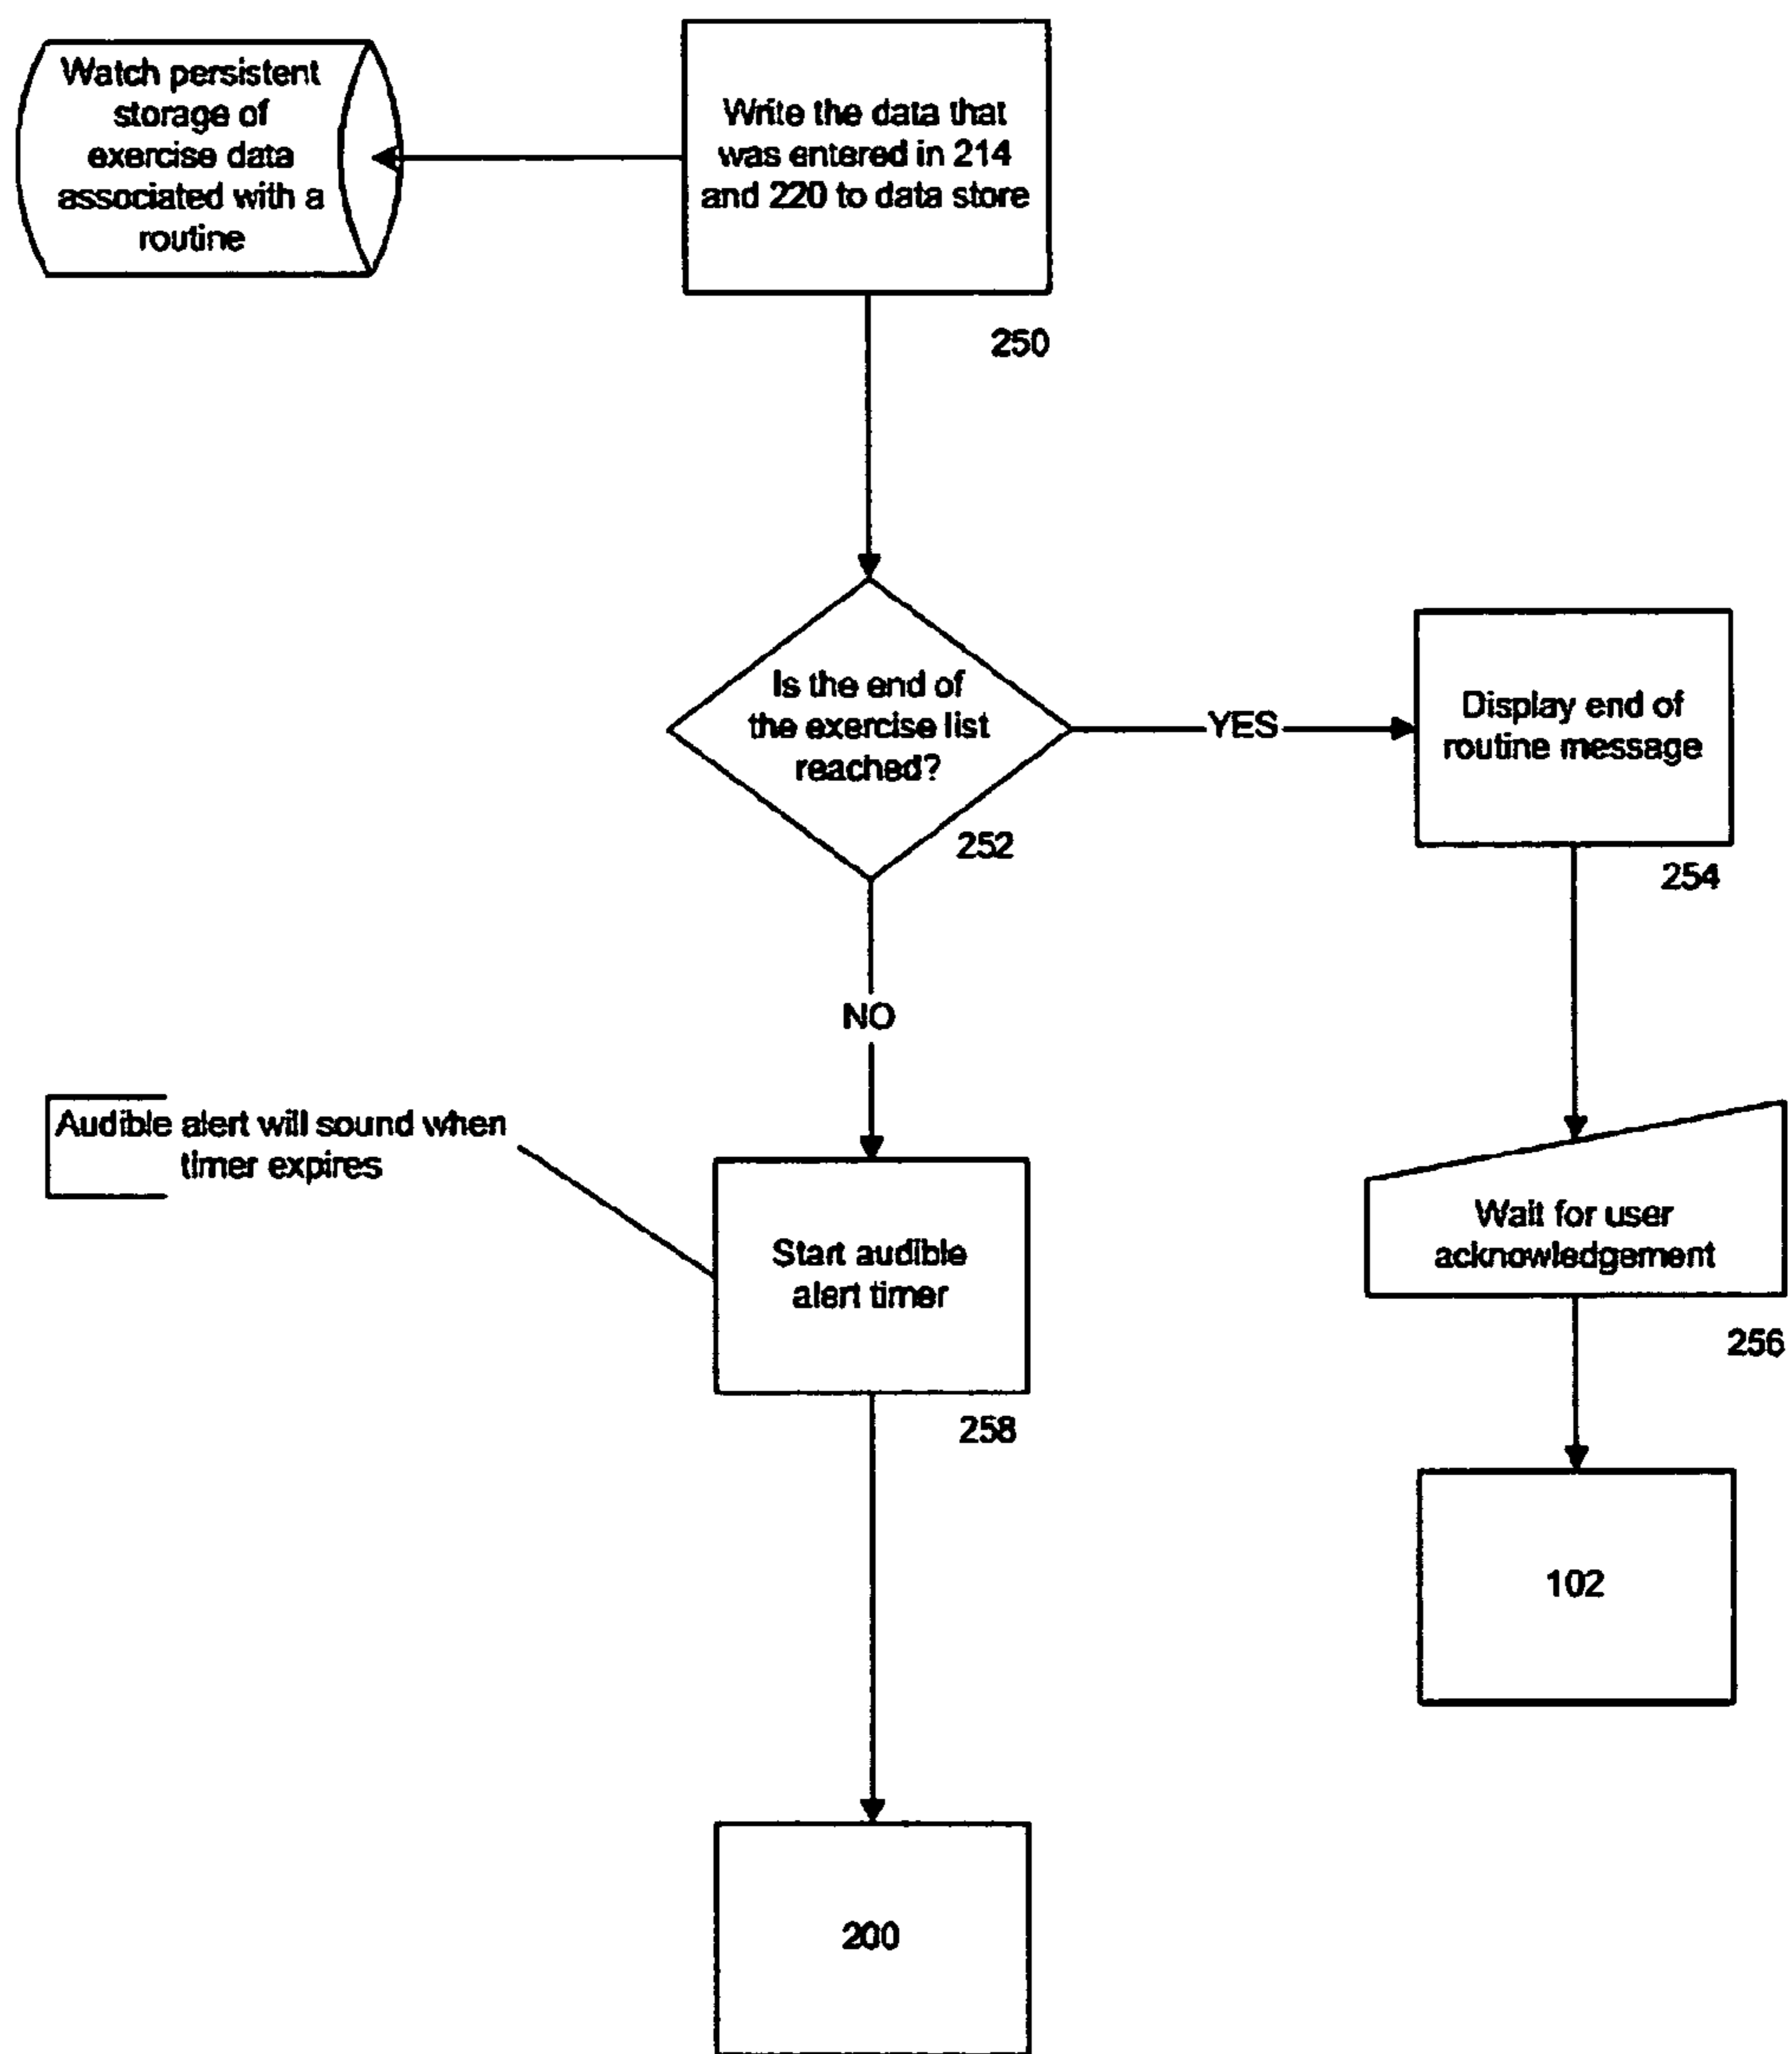 Watch persistent
storage of
exercise data
associated with a
routine
Write the data that
was entered in 214
and 220 to data store
250
Is the end of
the exercise list
reached?
252
YES
Display end of
routine message
254
NO
Audible alert will sound when
timer expires
Start audible
alert timer
258
Wait for user
acknowledgement
256
102
200